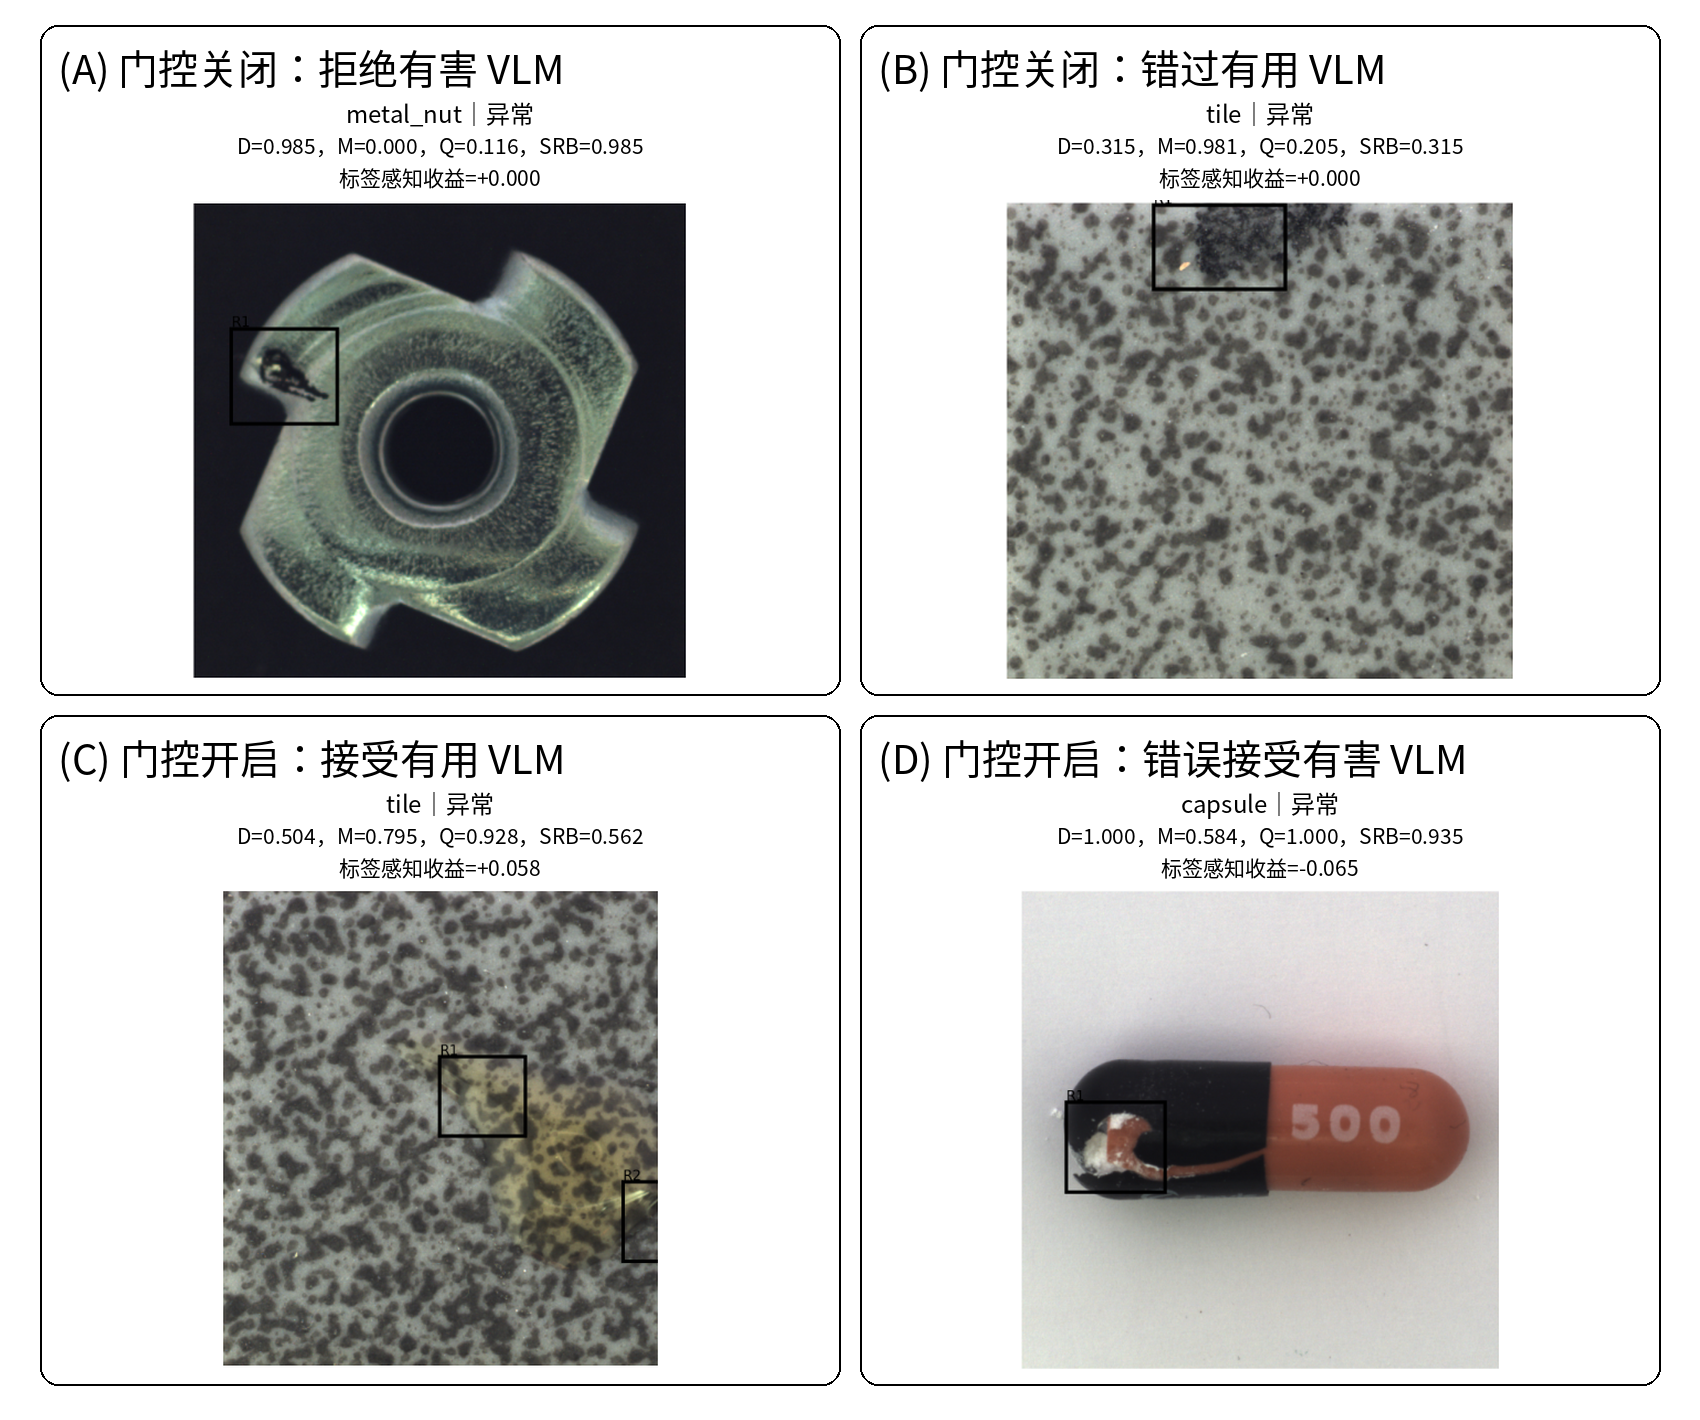 (A) 门控关闭：拒绝有害 VLM
metal_nut｜异常
D=0.985，M=0.000，Q=0.116，SRB=0.985
标签感知收益=+0.000
R1
(B) 门控关闭：错过有用 VLM
tile｜异常
D=0.315，M=0.981，Q=0.205，SRB=0.315
标签感知收益=+0.000
(C) 门控开启：接受有用 VLM
tile｜异常
D=0.504，M=0.795，Q=0.928，SRB=0.562
标签感知收益=+0.058
R1
R2
(D) 门控开启：错误接受有害 VLM
capsule｜异常
D=1.000，M=0.584，Q=1.000，SRB=0.935
标签感知收益=-0.065
R1
500